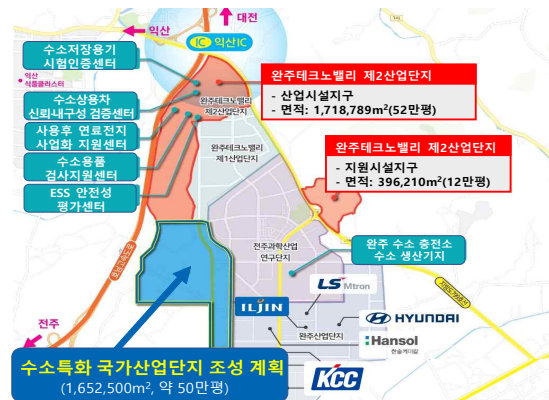 대전
익산
IC 익산IC
수소저장용기
시험인증센터
익산
식품클러스터
수소상용차
신뢰내구성 검증센터
사용후 연료전지
사업화 지원센터
수소용품
검사지원센터
ESS 안전성
평가센터
완주테크노밸리
제2산업단지
완주테크노밸리 제2산업단지
- 산업시설지구
- 면적: 1,718,789m²(52만평)
완주테크노밸리
제1산업단지
완주테크노밸리 제2산업단지
- 지원시설지구
- 면적: 396,210m²(12만평)
전주과학산업
연구단지
완주 수소 충전소
수소 생산기지
호남고속도로
LS Mtron
ILJIN
HYUNDAI
완주산업단지
Hansol
한솔케미칼
KCC
전주
수소특화 국가산업단지 조성 계획
(1,652,500m², 약 50만평)